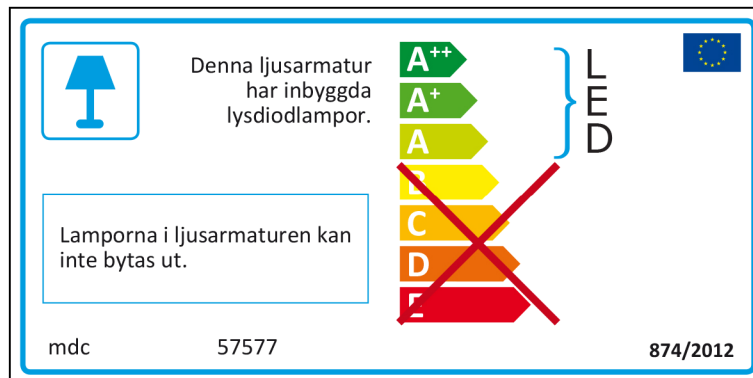 Denna ljusarmatur
har inbyggda
lysdiodlampor.
A++
A+
A
B
C
D
E
L
E
D
Lamporna i ljusarmaturen kan
inte bytas ut.
mdc 57577
874/2012